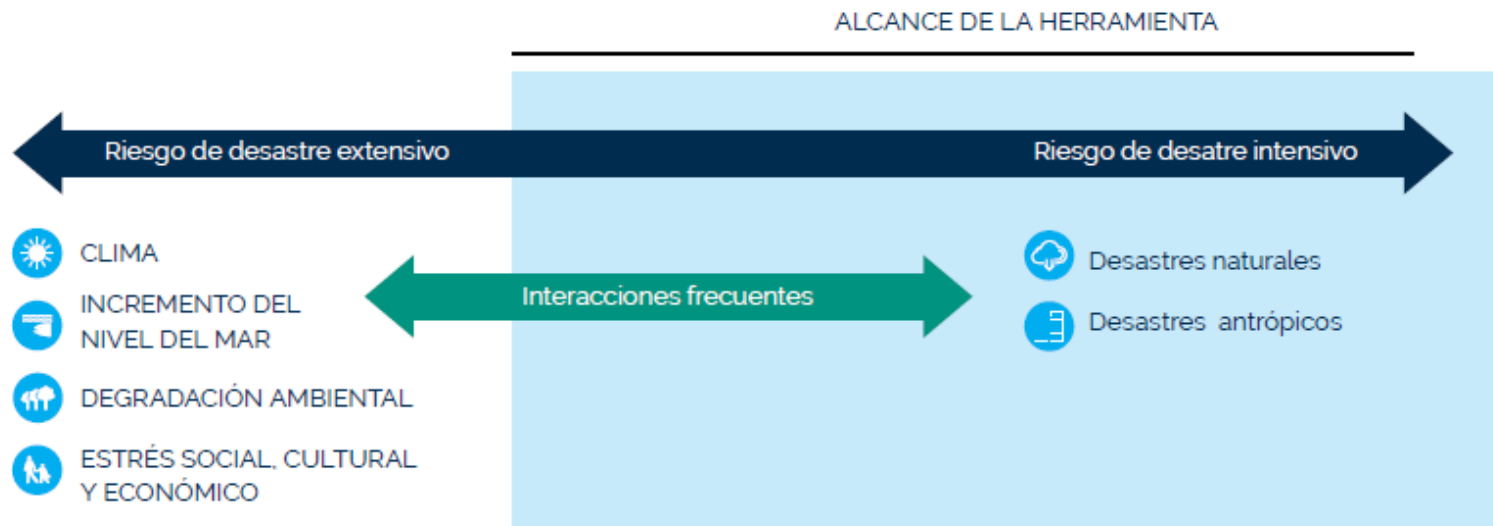 ALCANCE DE LA HERRAMIENTA
Riesgo de desastre extensivo
Riesgo de desatre intensivo
CLIMA
INCREMENTO DEL
NIVEL DEL MAR
DEGRADACIÓN AMBIENTAL
ESTRÉS SOCIAL, CULTURAL
Y ECONÓMICO
Interacciones frecuentes
Desastres naturales
Desastres antrópicos